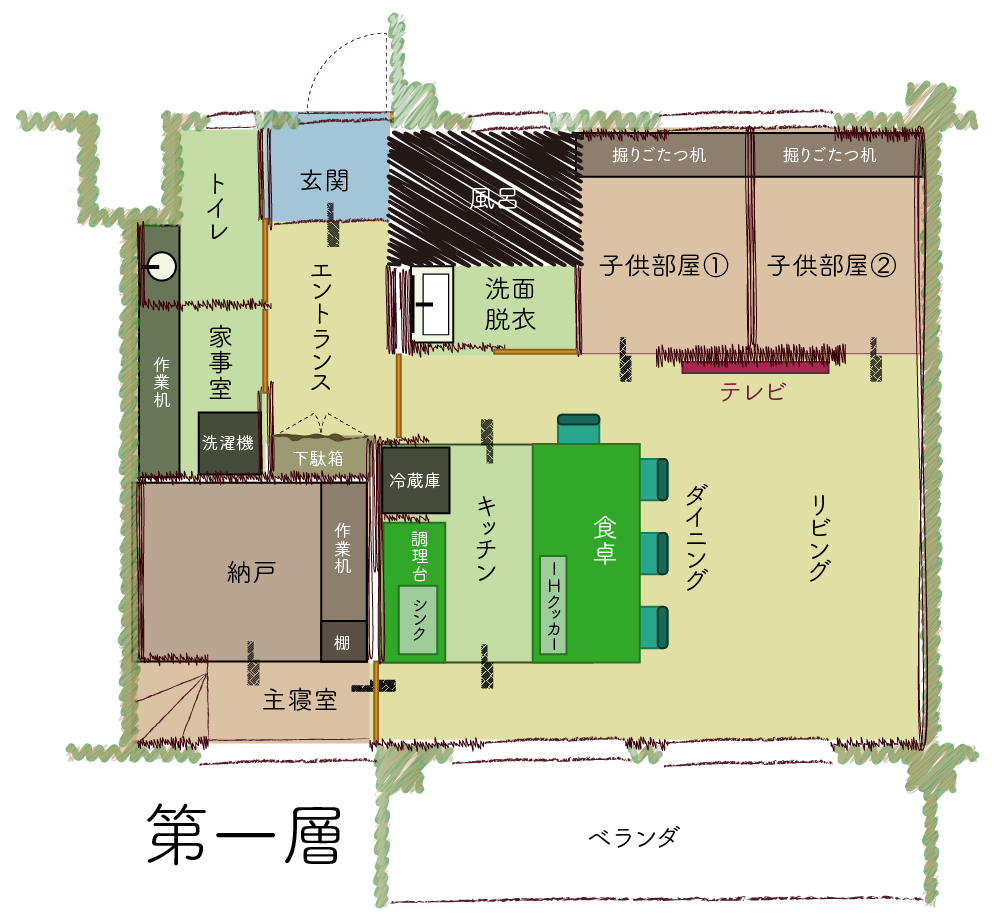 掘りごたつ机
掘りごたつ机
トイレ
玄関
風呂
子供部屋①
子供部屋②
エントランス
洗面
脱衣
家事室
作業机
テレビ
洗濯機
下駄箱
冷蔵庫
キッチン
食卓
ダイニング
リビング
作業机
調理台
納戸
IHクッカー
シンク
棚
主寝室
第一層
ベランダ